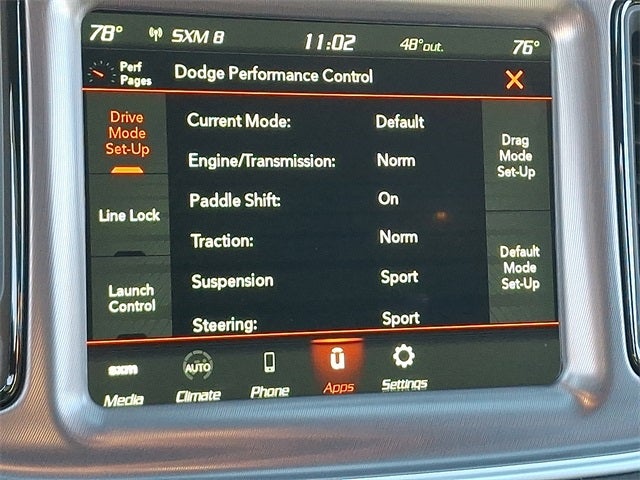 78° SXM 8 11:02 48°out. 76°
Perf
Pages
Dodge Performance Control X
Drive
Mode
Set-Up
Line Lock
Launch
Control
Current Mode: Default
Engine/Transmission: Norm
Paddle Shift: On
Traction: Norm
Suspension Sport
Steering: Sport
Drag
Mode
Set-Up
Default
Mode
Set-Up
sxm AUTO ū
Media Climate Phone Apps Settings